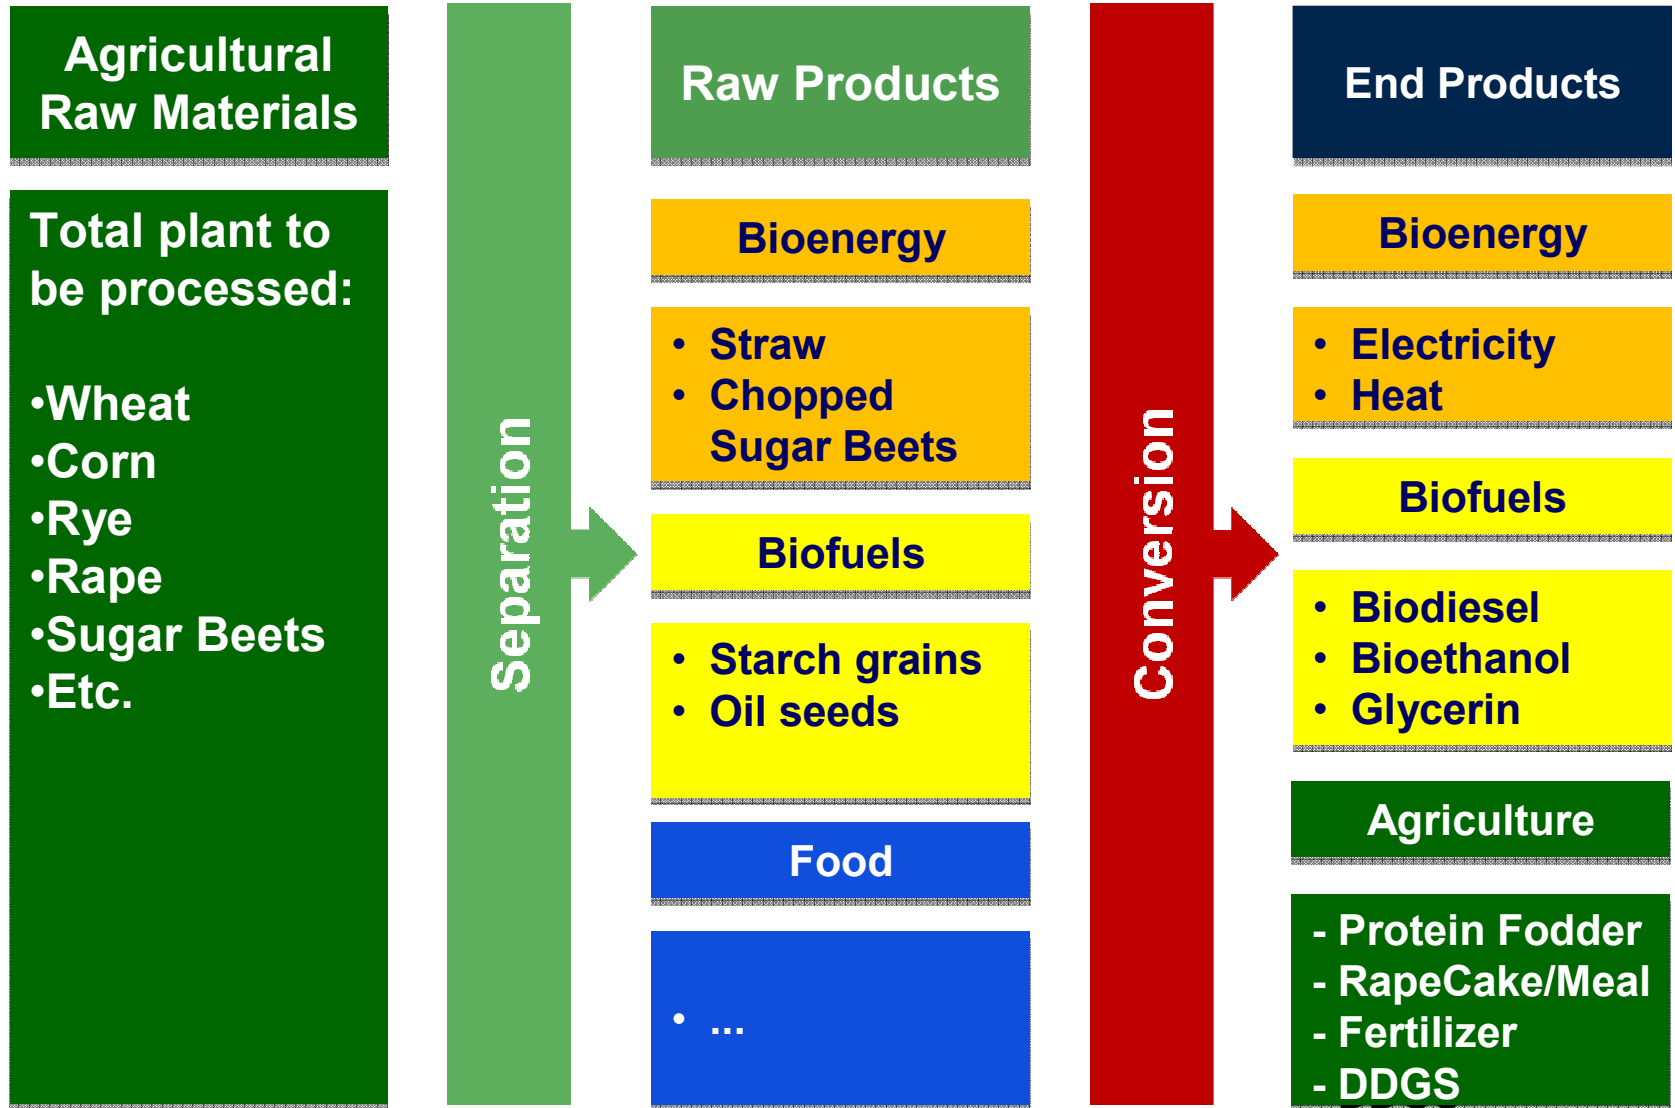 Agricultural
Raw Materials
Total plant to
be processed:
•Wheat
•Corn
•Rye
•Rape
•Sugar Beets
•Etc.
Separation
Raw Products
Bioenergy
• Straw
• Chopped
Sugar Beets
Biofuels
• Starch grains
• Oil seeds
Food
• ...
Conversion
End Products
Bioenergy
• Electricity
• Heat
Biofuels
• Biodiesel
• Bioethanol
• Glycerin
Agriculture
- Protein Fodder
- RapeCake/Meal
- Fertilizer
- DDGS